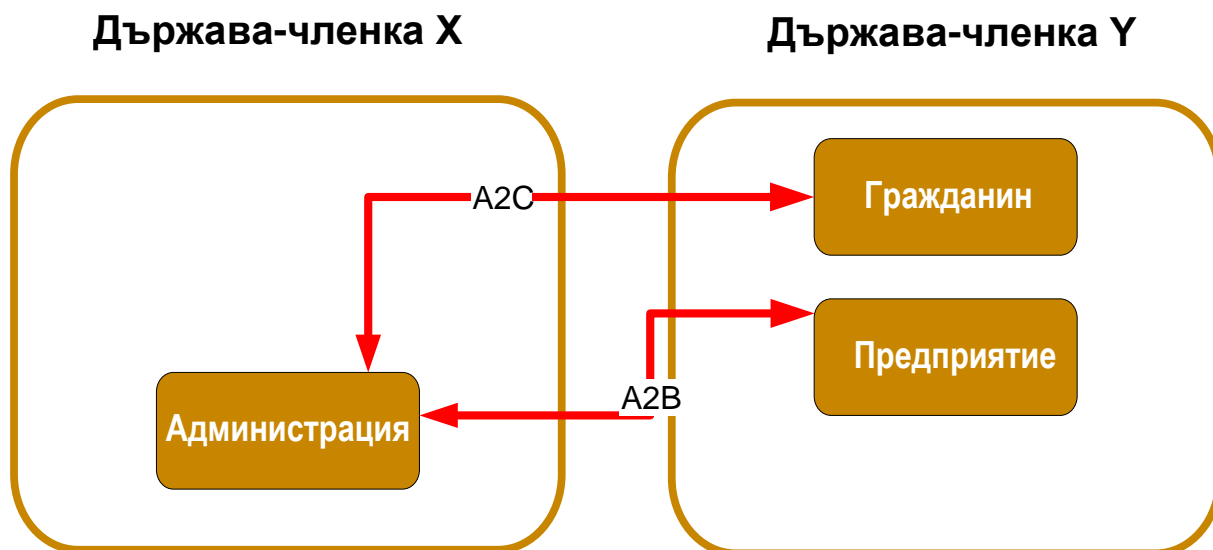 Държава-членка X
Държава-членка Y
A2C
Гражданин
Предприятие
A2B
Администрация